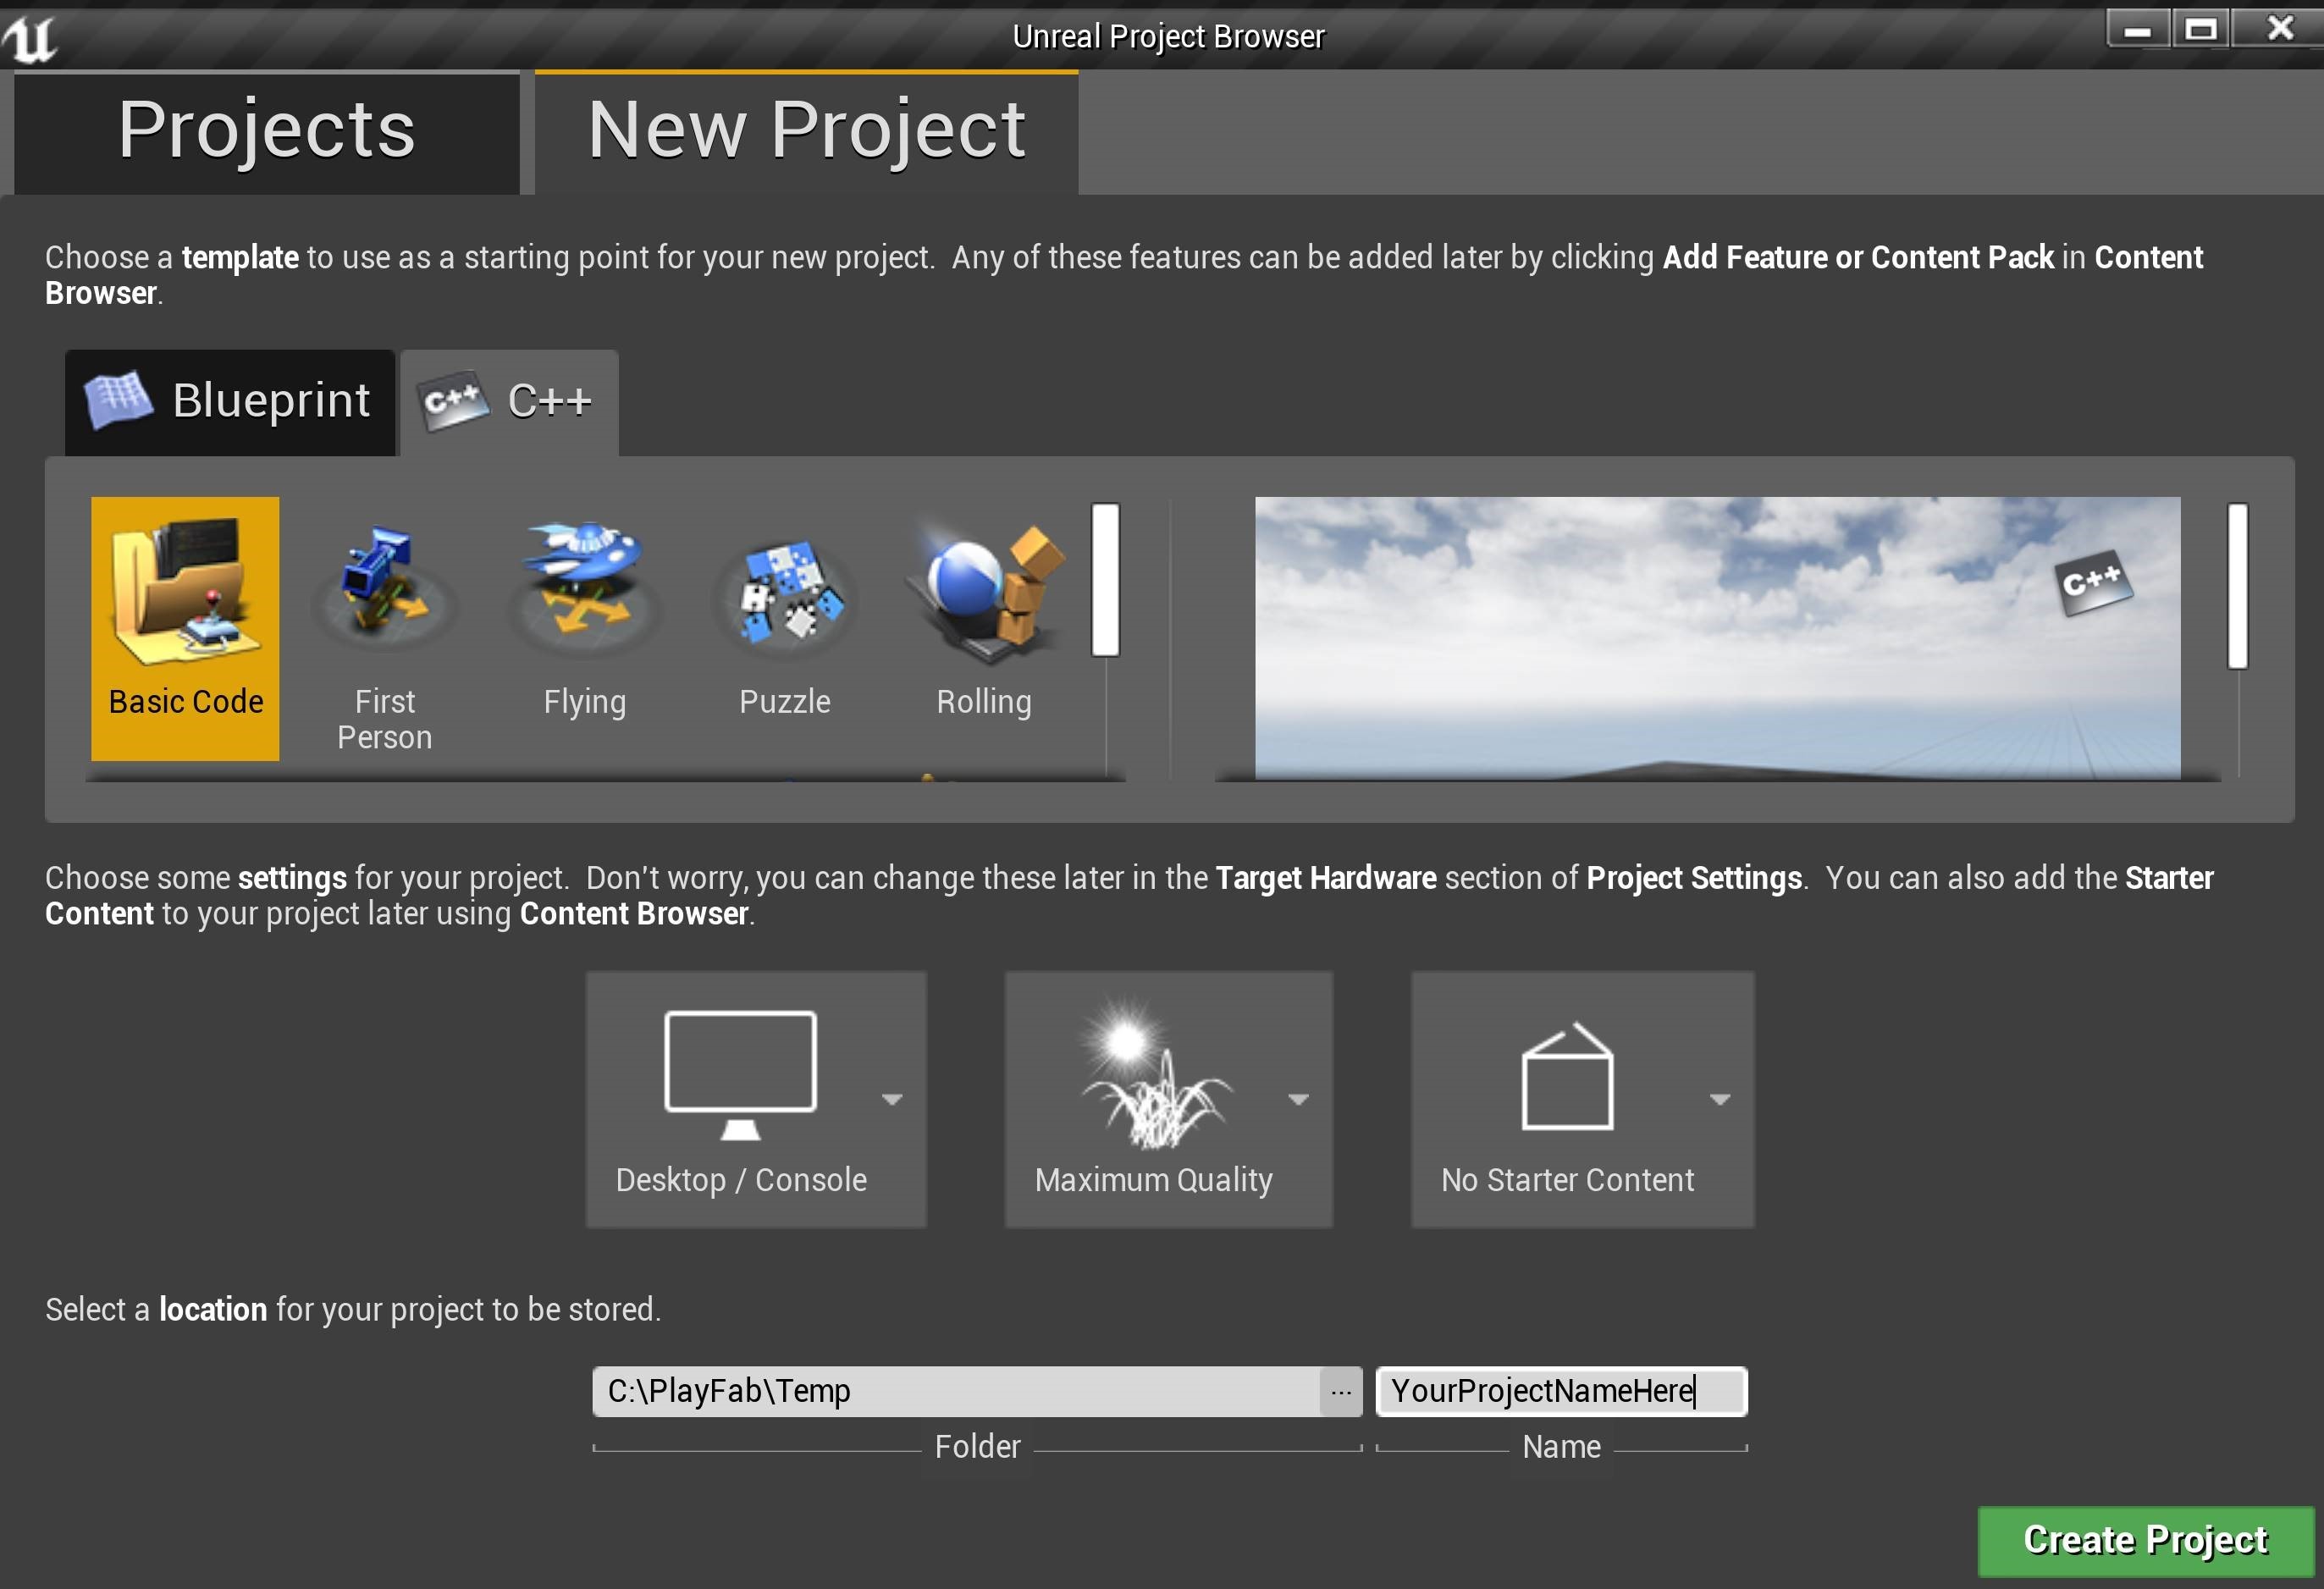 Unreal Project Browser
Projects
New Project
Choose a template to use as a starting point for your new project.  Any of these features can be added later by clicking Add Feature or Content Pack in Content
Browser.
Blueprint
C++
C++
Basic Code
First
Person
Flying
Puzzle
Rolling
C++
Choose some settings for your project.  Don't worry, you can change these later in the Target Hardware section of Project Settings.  You can also add the Starter
Content to your project later using Content Browser.
Desktop / Console
Maximum Quality
No Starter Content
Select a location for your project to be stored.
C:\PlayFab\Temp
...
YourProjectNameHere
Folder
Name
Create Project